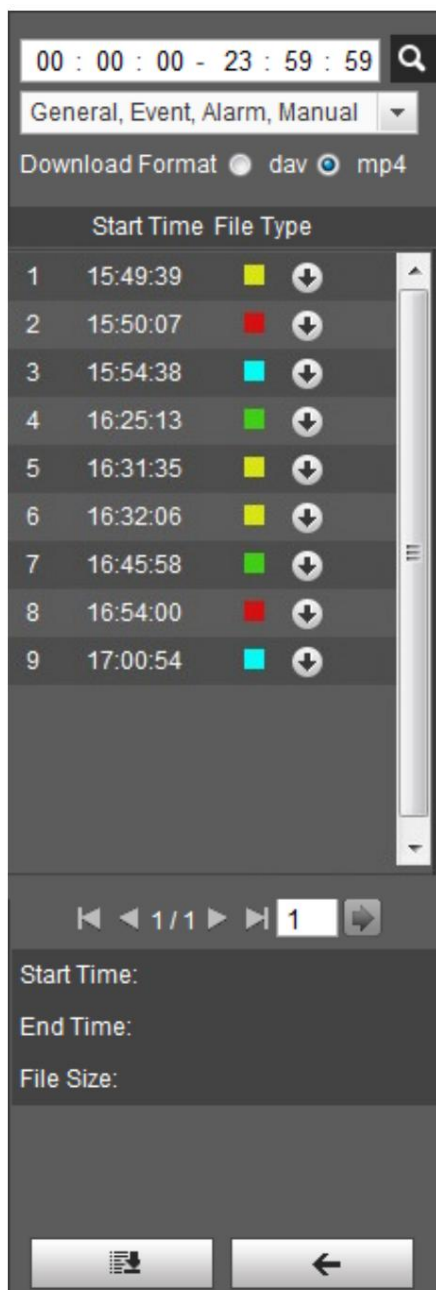 00 : 00 : 00 - 23 : 59 : 59
General, Event, Alarm, Manual
Download Format dav mp4
Start Time File Type
1 15:49:39
2 15:50:07
3 15:54:38
4 16:25:13
5 16:31:35
6 16:32:06
7 16:45:58
8 16:54:00
9 17:00:54
1 / 1 1
Start Time:
End Time:
File Size: